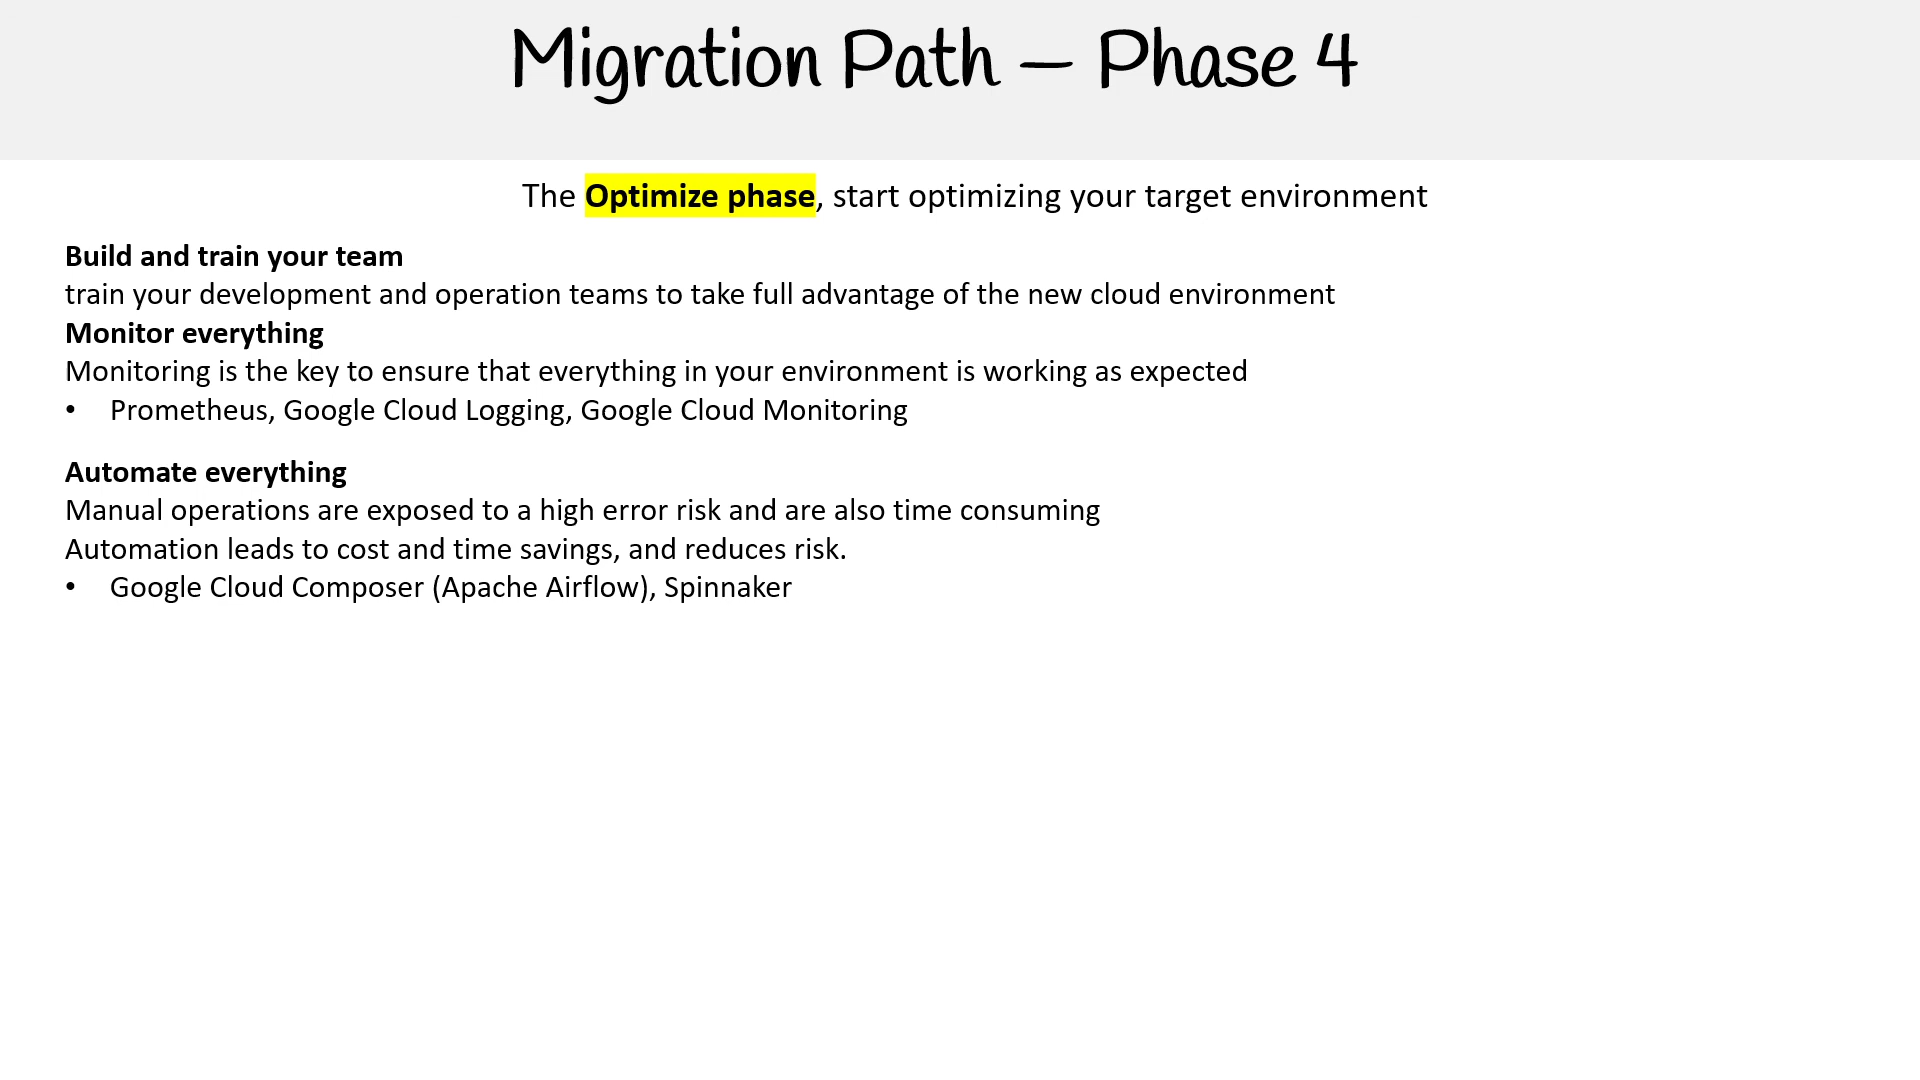 Migration Path – Phase 4
The Optimize phase, start optimizing your target environment
Build and train your team
train your development and operation teams to take full advantage of the new cloud environment
Monitor everything
Monitoring is the key to ensure that everything in your environment is working as expected
• Prometheus, Google Cloud Logging, Google Cloud Monitoring
Automate everything
Manual operations are exposed to a high error risk and are also time consuming
Automation leads to cost and time savings, and reduces risk.
• Google Cloud Composer (Apache Airflow), Spinnaker